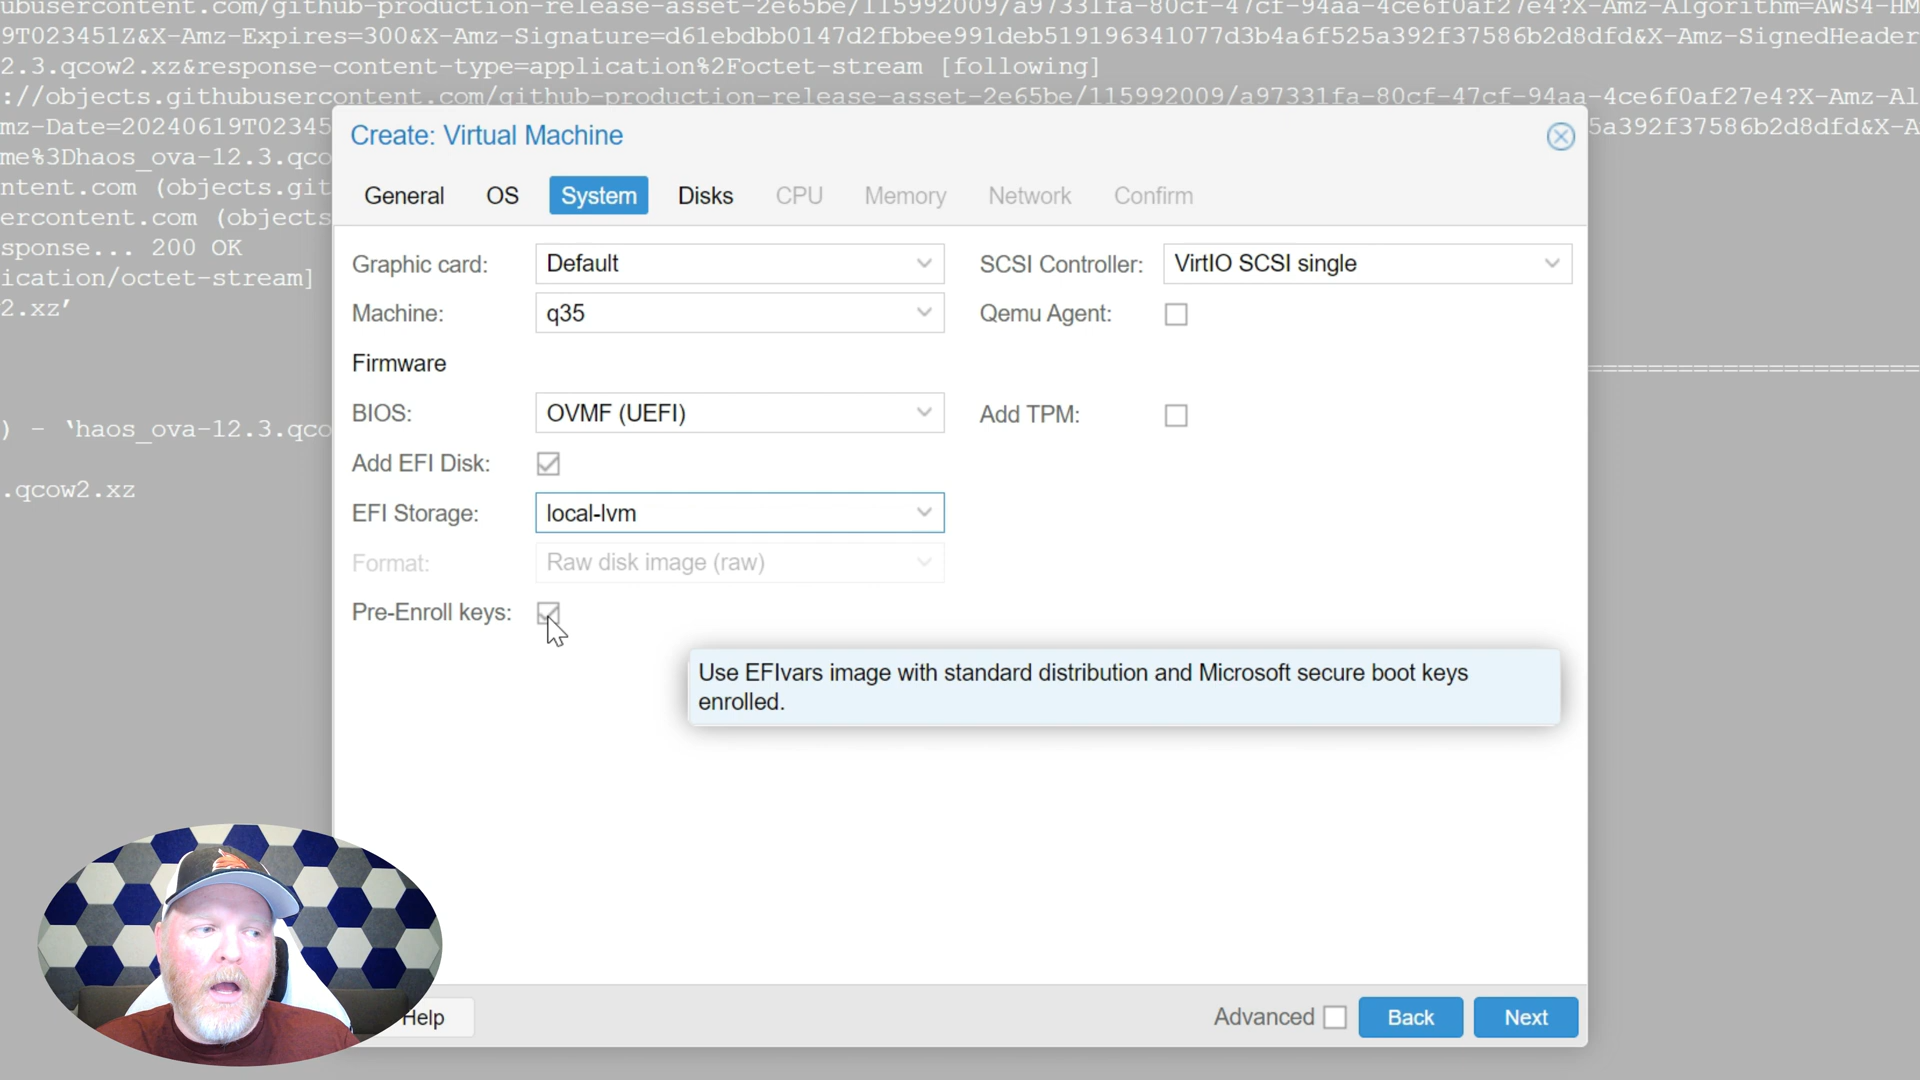 ubusercontent.com/github-production-release-asset-2e65be/115992009/a97331fa-80cf-47cf-94aa-4ce6f0af27e4?X-Amz-Algorithm=AWS4-HM
9T023451Z&X-Amz-Expires=300&X-Amz-Signature=d61ebdbb0147d2fbbee991deb519196341077d3b4a6f525a392f37586b2d8dfd&X-Amz-SignedHeader
2.3.qcow2.xz&response-content-type=application%2Foctet-stream [following]
://objects.githubusercontent.com/github-production-release-asset-2e65be/115992009/a97331fa-80cf-47cf-94aa-4ce6f0af27e4?X-Amz-Al
mz-Date=20240619T02345
5a392f37586b2d8dfd&X-A
me%3Dhaos_ova-12.3.qco
ntent.com (objects.git
ercontent.com (objects
sponse... 200 OK
ication/octet-stream]
2.xz’
===============================
) - ‘haos_ova-12.3.qco
.qcow2.xz
Create: Virtual Machine
General OS System Disks CPU Memory Network Confirm
Graphic card: Default SCSI Controller: VirtIO SCSI single
Machine: q35 Qemu Agent:
Firmware
BIOS: OVMF (UEFI) Add TPM:
Add EFI Disk:
EFI Storage: local-lvm
Format: Raw disk image (raw)
Pre-Enroll keys:
Use EFIvars image with standard distribution and Microsoft secure boot keys
enrolled.
Help Advanced Back Next